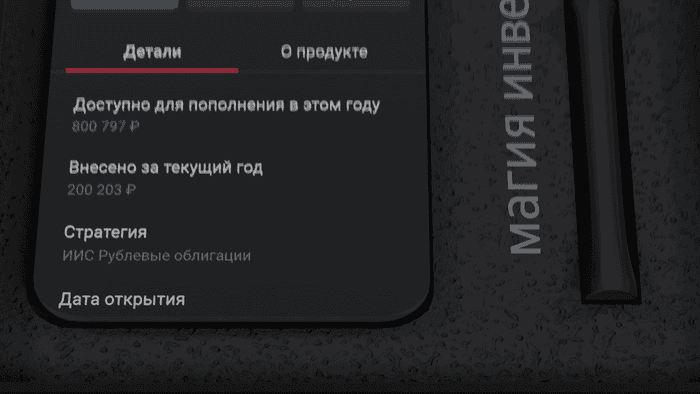 Детали
О продукте
Доступно для пополнения в этом году
800 797 ₽
Внесено за текущий год
200 203 ₽
Стратегия
ИИС Рублевые облигации
Дата открытия
магия инве